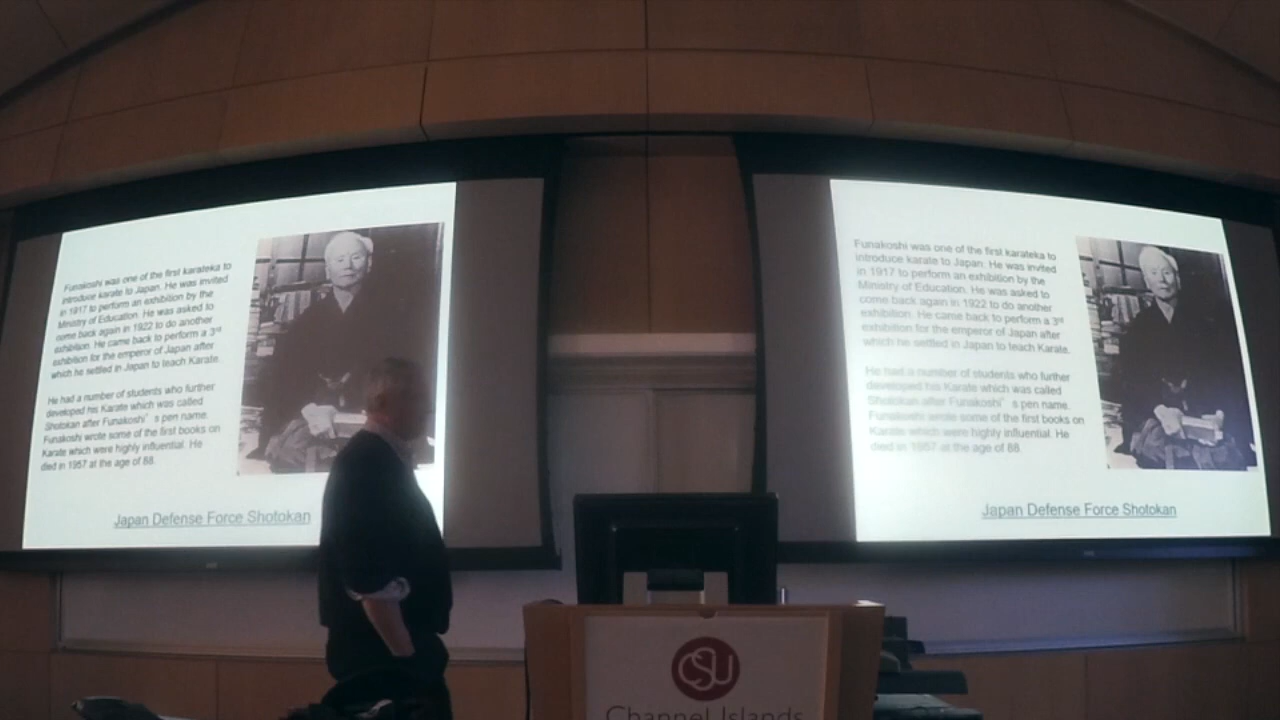 Funakoshi was one of the first karateka to
introduce karate to Japan. He was invited
in 1917 to perform an exhibition by the
Ministry of Education. He was asked to
come back again in 1922 to do another
exhibition. He came back to perform a 3rd
exhibition for the emperor of Japan after
which he settled in Japan to teach Karate.
He had a number of students who further
developed his Karate which was called
Shotokan after Funakoshi's pen name.
Funakoshi wrote some of the first books on
Karate which were highly influential. He
died in 1957 at the age of 88.
Japan Defense Force Shotokan
Funakoshi was one of the first karateka to
introduce karate to Japan. He was invited
in 1917 to perform an exhibition by the
Ministry of Education. He was asked to
come back again in 1922 to do another
exhibition. He came back to perform a 3rd
exhibition for the emperor of Japan after
which he settled in Japan to teach Karate.
He had a number of students who further
developed his Karate which was called
Shotokan after Funakoshi's pen name.
Funakoshi wrote some of the first books on
Karate which were highly influential. He
died in 1957 at the age of 88.
Japan Defense Force Shotokan
CSU
Channel Islands